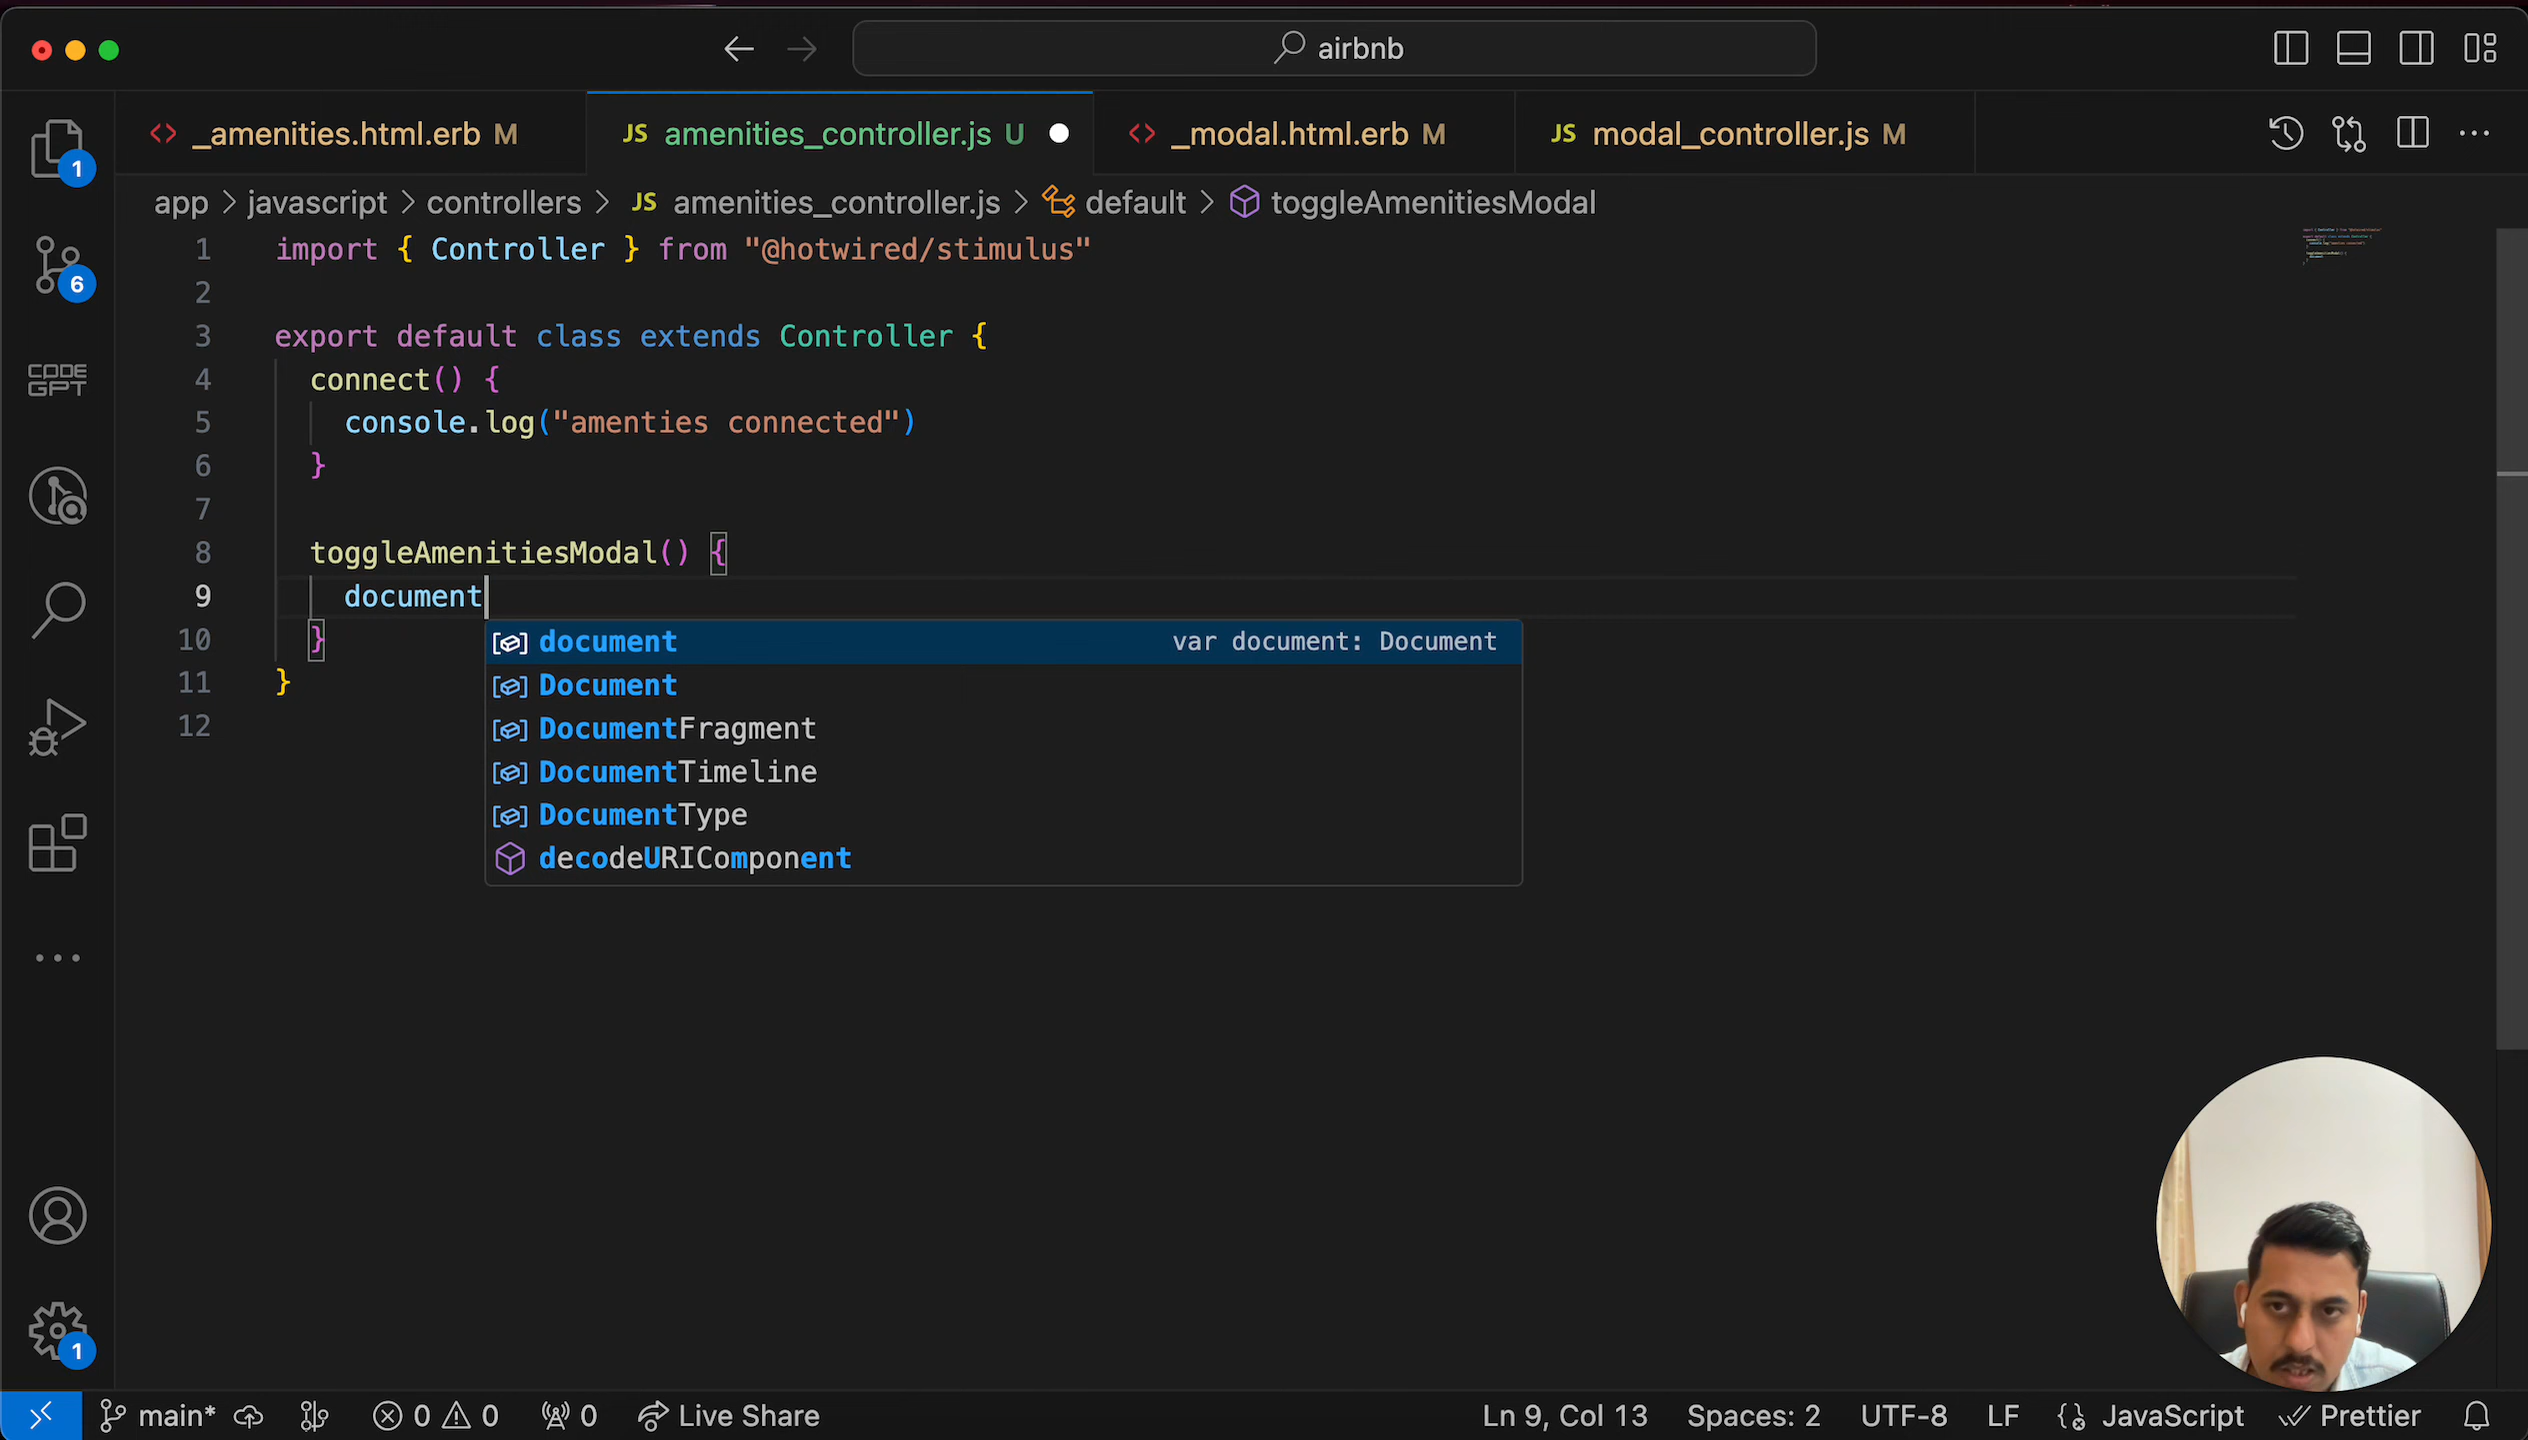 airbnb
_amenities.html.erb M
JS amenities_controller.js U
_modal.html.erb M
JS modal_controller.js M
app > javascript > controllers > JS amenities_controller.js > default > toggleAmenitiesModal
1 import { Controller } from "@hotwired/stimulus"
2
3 export default class extends Controller {
4 connect() {
5 console.log("amenties connected")
6 }
7
8 toggleAmenitiesModal() {
9 document
10 }
11 }
12
document var document: Document
Document
DocumentFragment
DocumentTimeline
DocumentType
decodeURIComponent
1
6
CODE
GPT
1
main* 0 0 0 Live Share Ln 9, Col 13 Spaces: 2 UTF-8 LF JavaScript Prettier